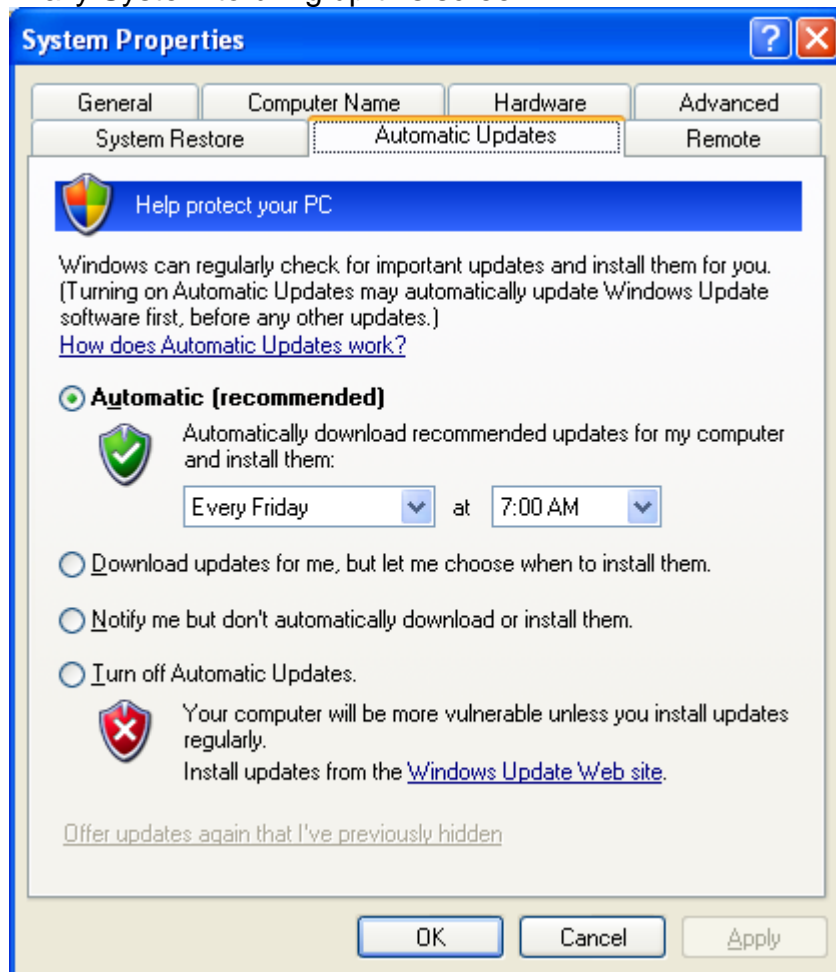 System Properties
General Computer Name Hardware Advanced
System Restore Automatic Updates Remote
Help protect your PC
Windows can regularly check for important updates and install them for you.
(Turning on Automatic Updates may automatically update Windows Update
software first, before any other updates.)
How does Automatic Updates work?
Automatic (recommended)
Automatically download recommended updates for my computer
and install them:
Every Friday at 7:00 AM
Download updates for me, but let me choose when to install them.
Notify me but don't automatically download or install them.
Turn off Automatic Updates.
Your computer will be more vulnerable unless you install updates
regularly.
Install updates from the Windows Update Web site.
Offer updates again that I've previously hidden
OK Cancel Apply